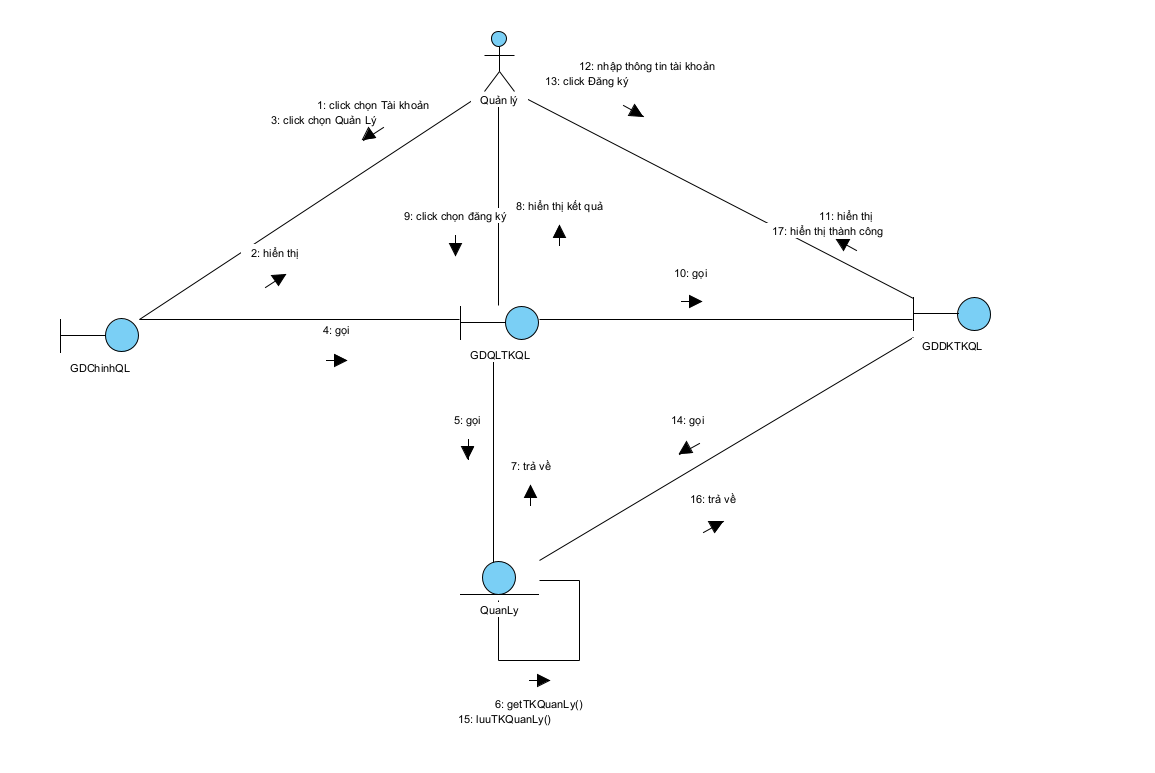 12: nhập thông tin tài khoản
13: click Đăng ký
Quản lý
1: click chọn Tài khoản
3: click chọn Quản Lý
8: hiển thị kết quả
9: click chọn đăng ký
11: hiển thị
17: hiển thị thành công
2: hiển thị
10: gọi
4: gọi
GDQLTKQL
GDDKTKQL
GDChinhQL
5: gọi
14: gọi
7: trả về
16: trả về
QuanLy
6: getTKQuanLy()
15: luuTKQuanLy()